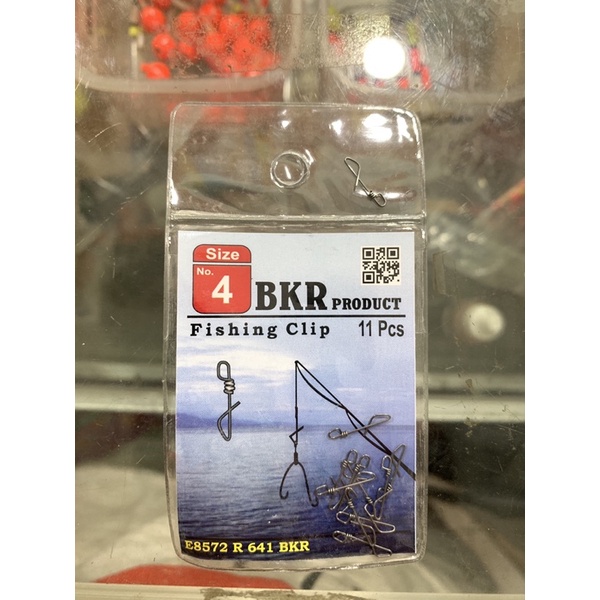 Size
No.
4
BKR PRODUCT
Fishing Clip 11 Pcs
E8572 R 641 BKR